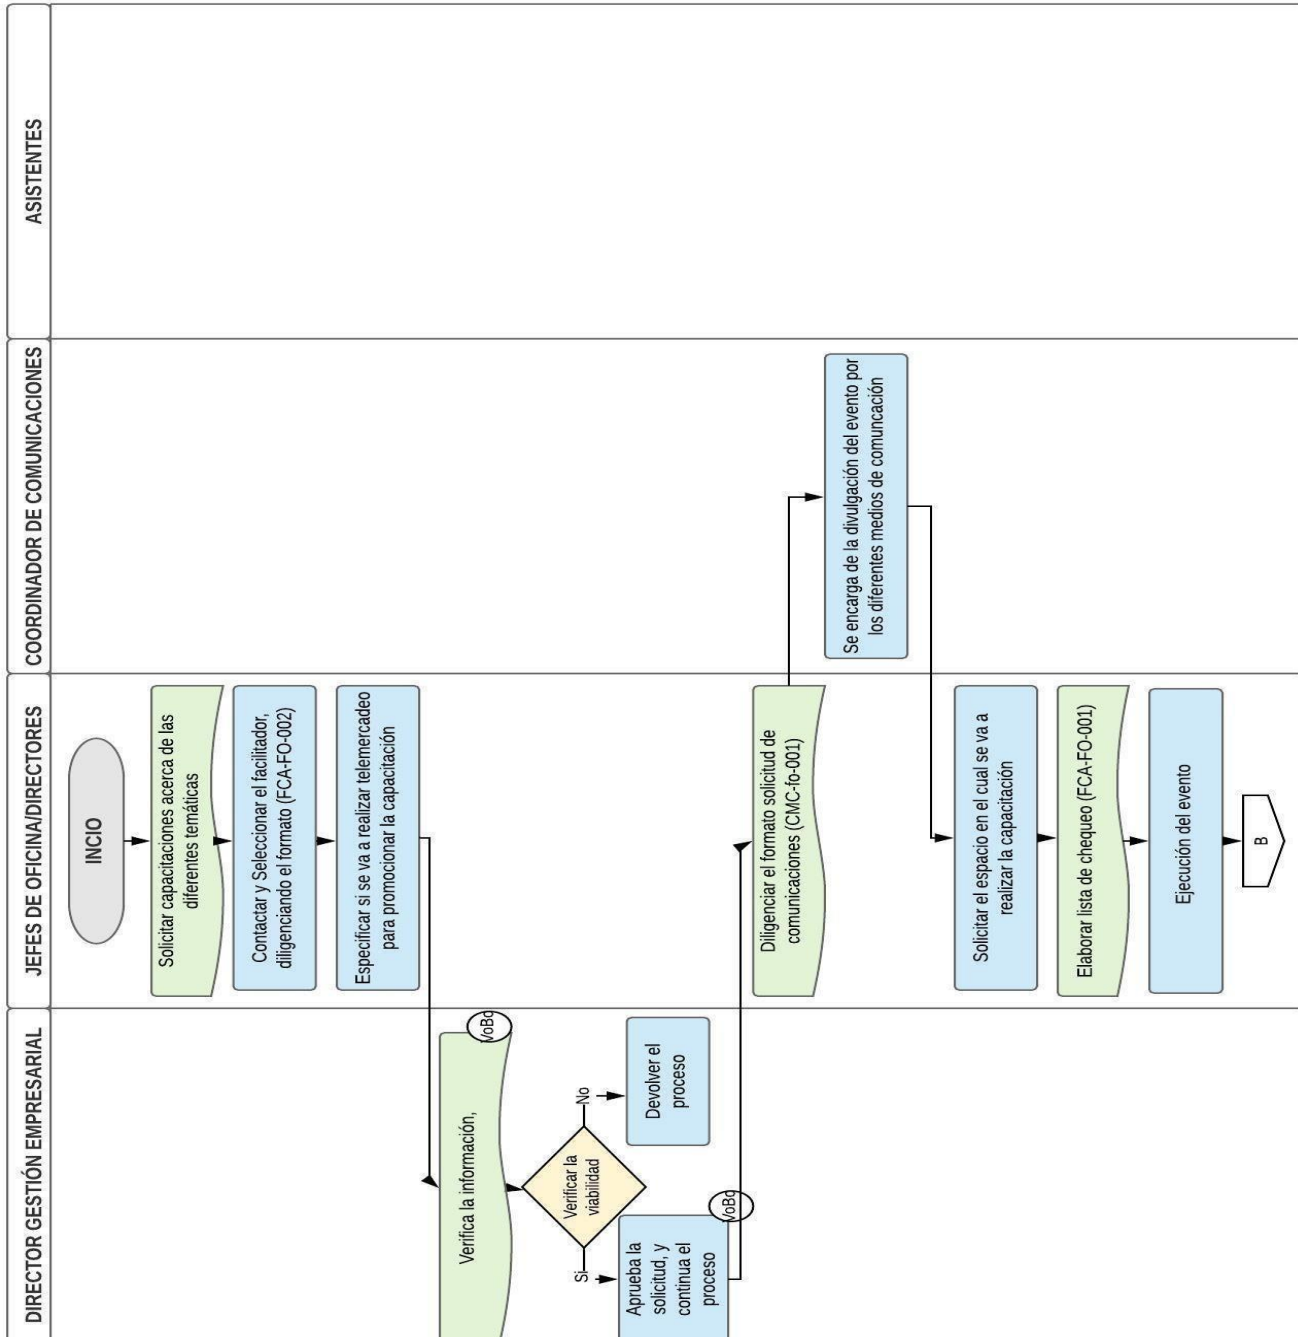 DIRECTOR GESTIÓN EMPRESARIAL
JEFES DE OFICINA/DIRECTORES
COORDINADOR DE COMUNICACIONES
ASISTENTES
INCIO
Solicitar capacitaciones acerca de las
diferentes temáticas
Contactar y Seleccionar el facilitador,
diligenciando el formato (FCA-FO-002)
Especificar si se va a realizar telemercadeo
para promocionar la capacitación
Verifica la información,
VoBo
Verificar la
viabilidad
Si
No
Aprueba la
solicitud, y
continua el
proceso
VoBo
Devolver el
proceso
Diligenciar el formato solicitud de
comunicaciones (CMC-fo-001)
Se encarga de la divulgación del evento por
los diferentes medios de comuncación
Solicitar el espacio en el cual se va a
realizar la capacitación
Elaborar lista de chequeo (FCA-FO-001)
Ejecución del evento
B